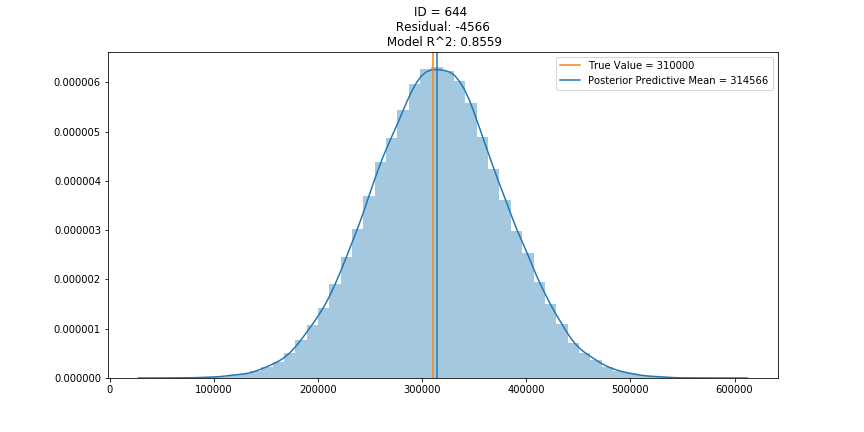 ID = 644
Residual: -4566
Model R^2: 0.8559
True Value = 310000
Posterior Predictive Mean = 314566
0.000006
0.000005
0.000004
0.000003
0.000002
0.000001
0.000000
0 100000 200000 300000 400000 500000 600000